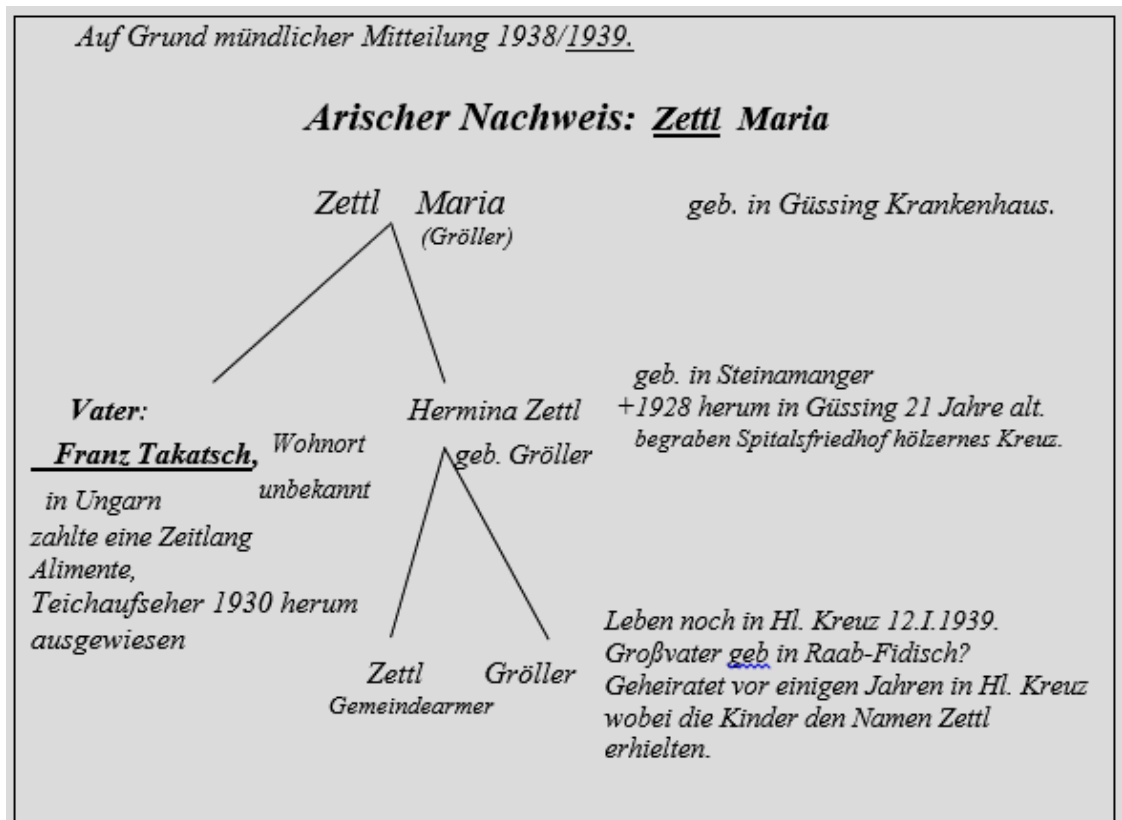 Auf Grund mündlicher Mitteilung 1938/1939.
Arischer Nachweis: Zettl Maria
Zettl Maria
(Gröller)
geb. in Güssing Krankenhaus.
Vater:
Franz Takatsch, Wohnort
unbekannt
in Ungarn
zahlte eine Zeitlang
Alimente,
Teichaufseher 1930 herum
ausgewiesen
Hermina Zettl
geb. Gröller
geb. in Steinamanger
+1928 herum in Güssing 21 Jahre alt.
begraben Spitalsfriedhof hölzernes Kreuz.
Zettl Gröller
Gemeindearmer
Leben noch in Hl. Kreuz 12.I.1939.
Großvater geb in Raab-Fidisch?
Geheiratet vor einigen Jahren in Hl. Kreuz
wobei die Kinder den Namen Zettl
erhielten.